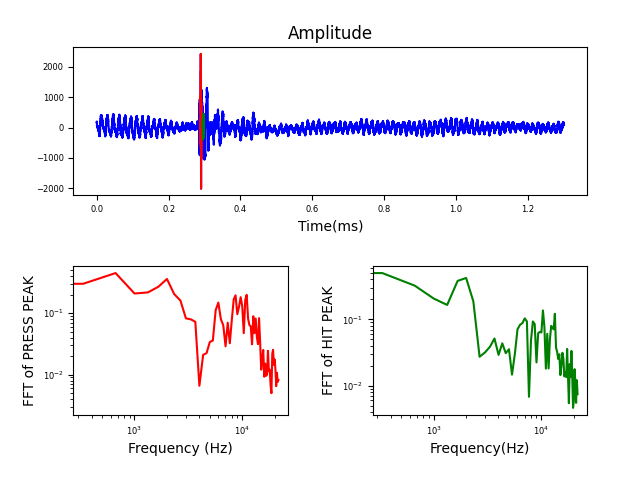 Amplitude
2000
1000
0
−1000
−2000
0.0 0.2 0.4 0.6 0.8 1.0 1.2
Time(ms)
FFT of PRESS PEAK
10⁻¹
10⁻²
10³ 10⁴
Frequency (Hz)
FFT of HIT PEAK
10⁻¹
10⁻²
10³ 10⁴
Frequency(Hz)